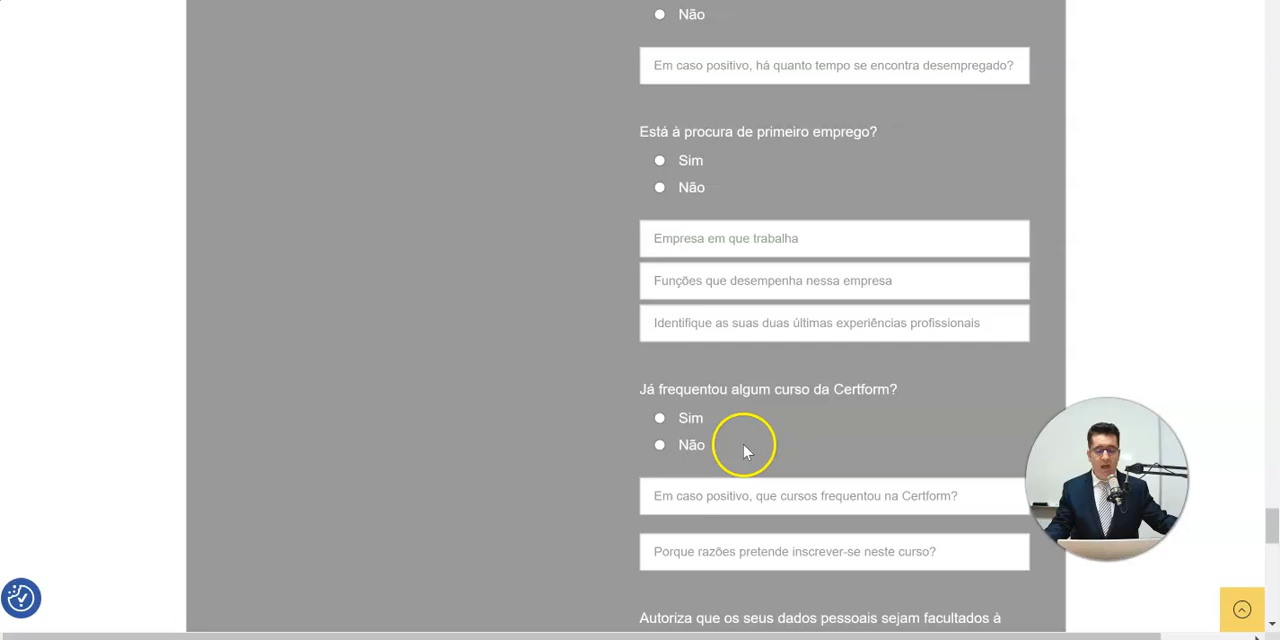 Não
Em caso positivo, há quanto tempo se encontra desempregado?
Está à procura de primeiro emprego?
Sim
Não
Empresa em que trabalha
Funções que desempenha nessa empresa
Identifique as suas duas últimas experiências profissionais
Já frequentou algum curso da Certform?
Sim
Não
Em caso positivo, que cursos frequentou na Certform?
Porque razões pretende inscrever-se neste curso?
Autoriza que os seus dados pessoais sejam facultados à